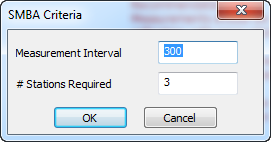 SMBA Criteria
Measurement Interval 300
# Stations Required 3
OK Cancel